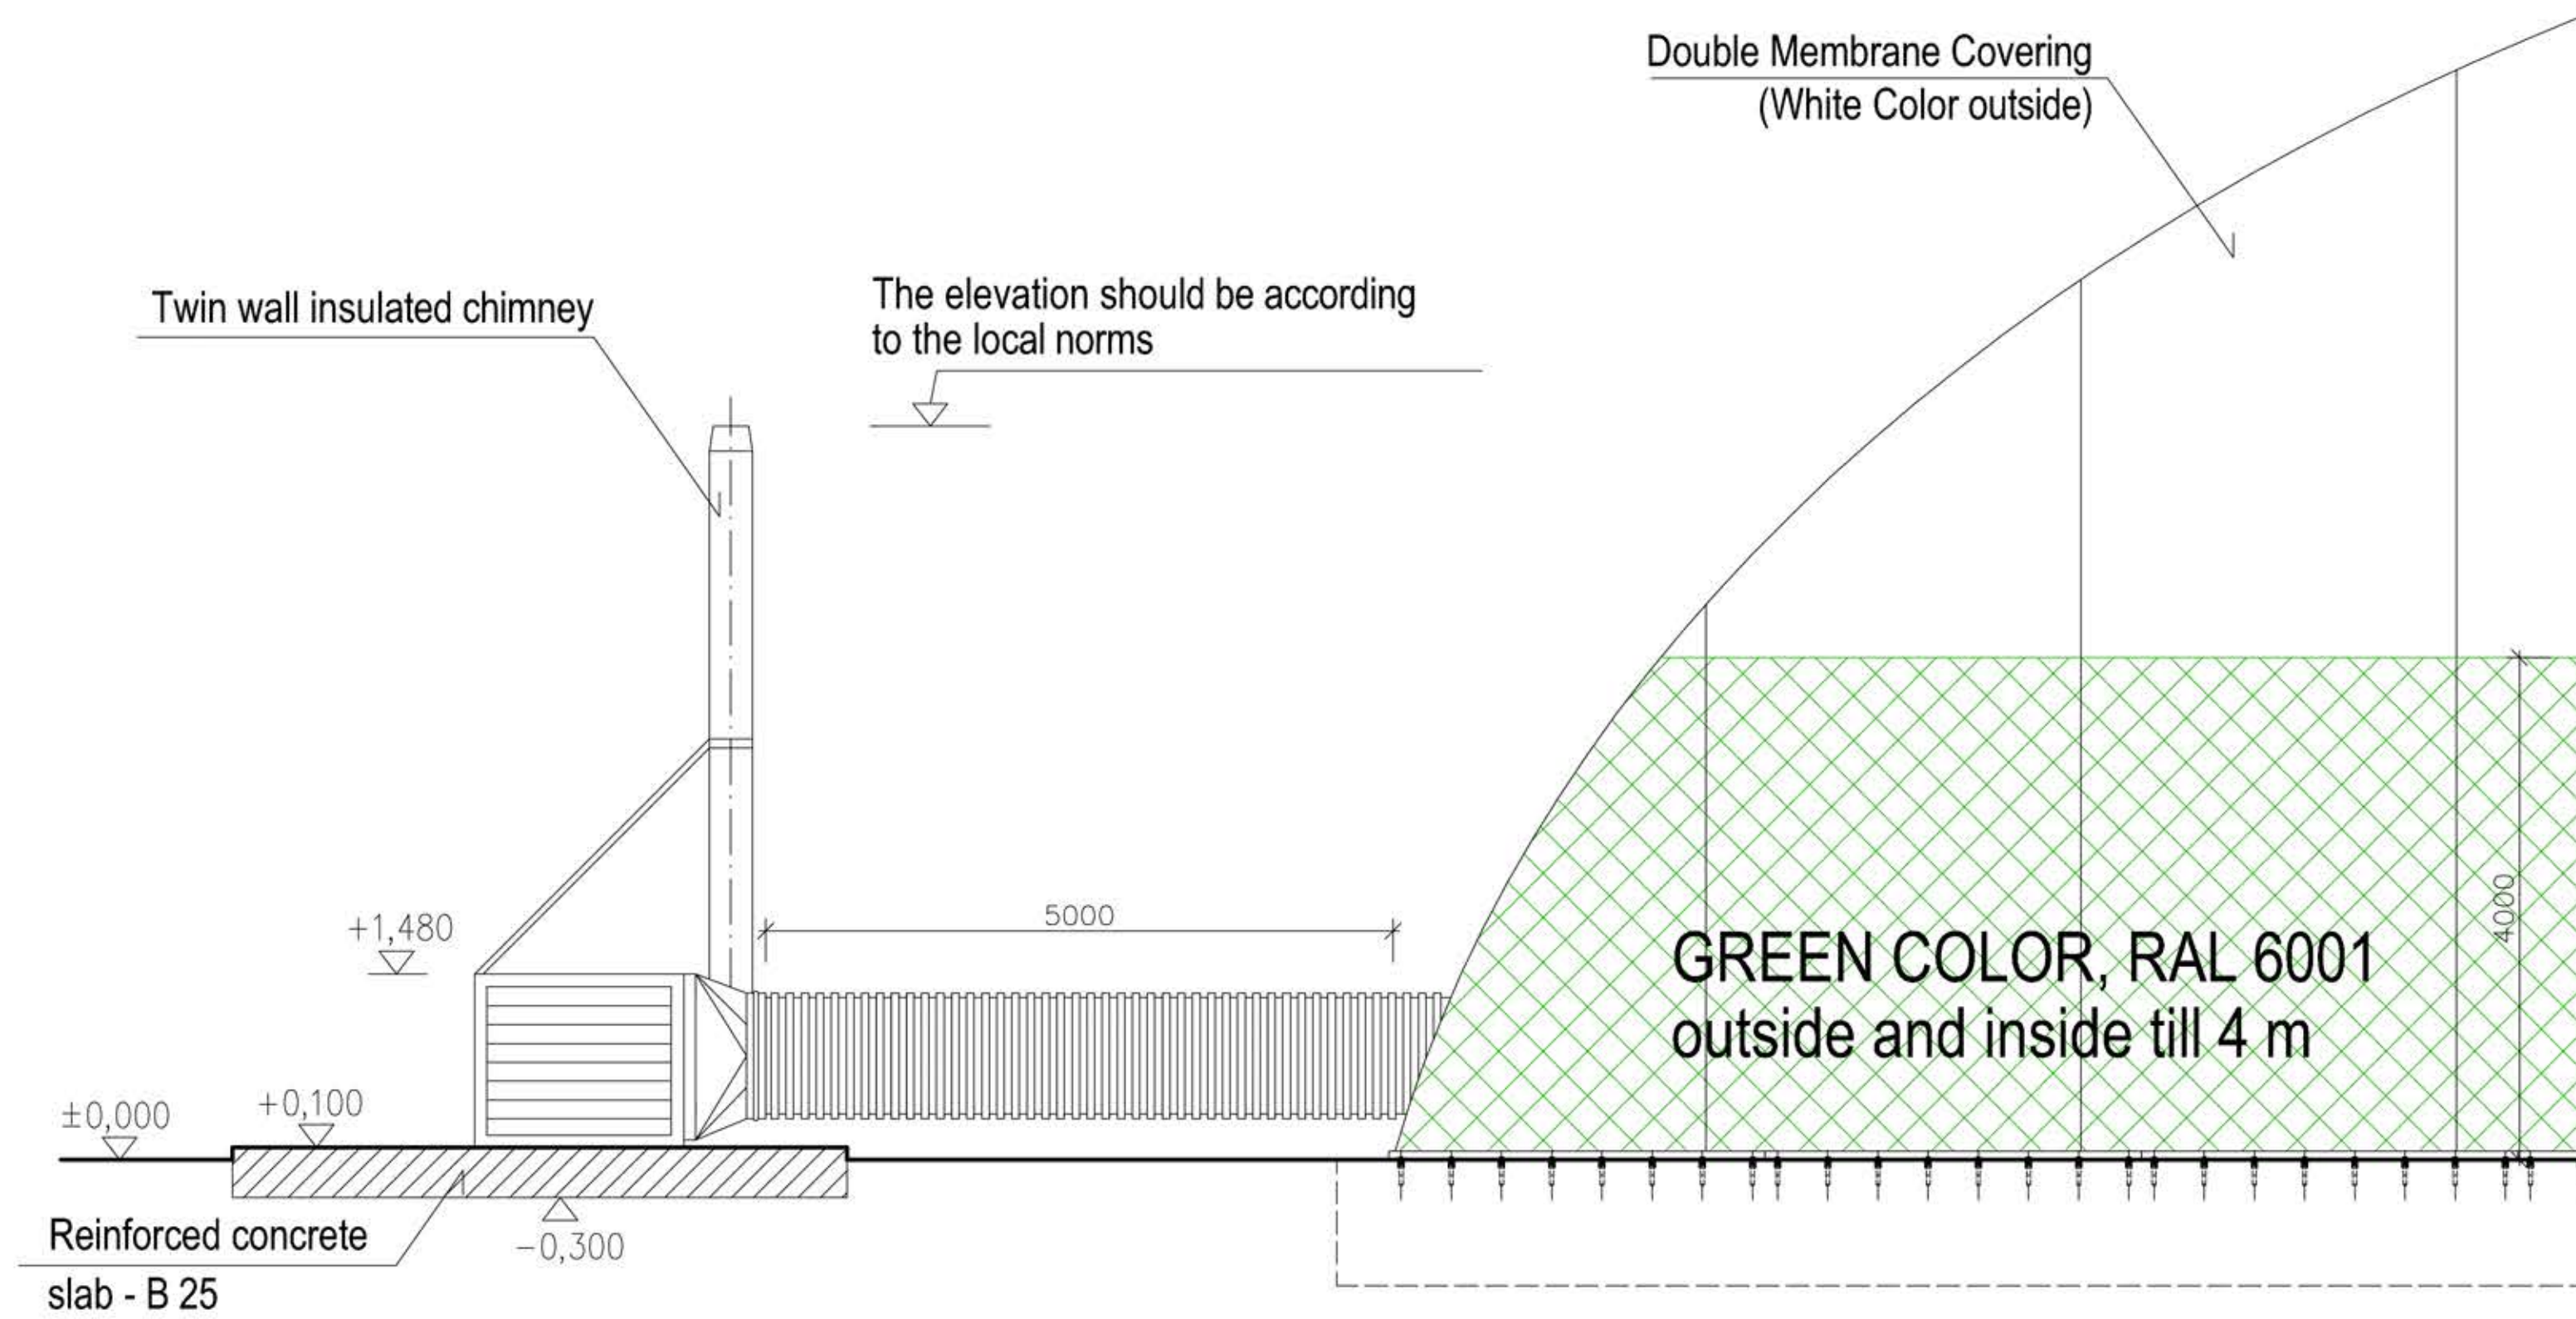 Double Membrane Covering
(White Color outside)
Twin wall insulated chimney
The elevation should be according
to the local norms
+1,480
5000
4000
GREEN COLOR, RAL 6001
outside and inside till 4 m
±0,000
+0,100
Reinforced concrete
slab - B 25
−0,300